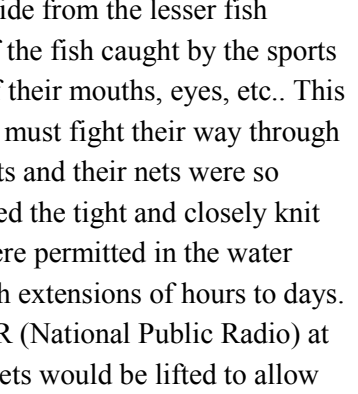 ide from the lesser fish
the fish caught by the sports
their mouths, eyes, etc.. This
must fight their way through
ts and their nets were so
ed the tight and closely knit
ere permitted in the water
h extensions of hours to days.
R (National Public Radio) at
ets would be lifted to allow